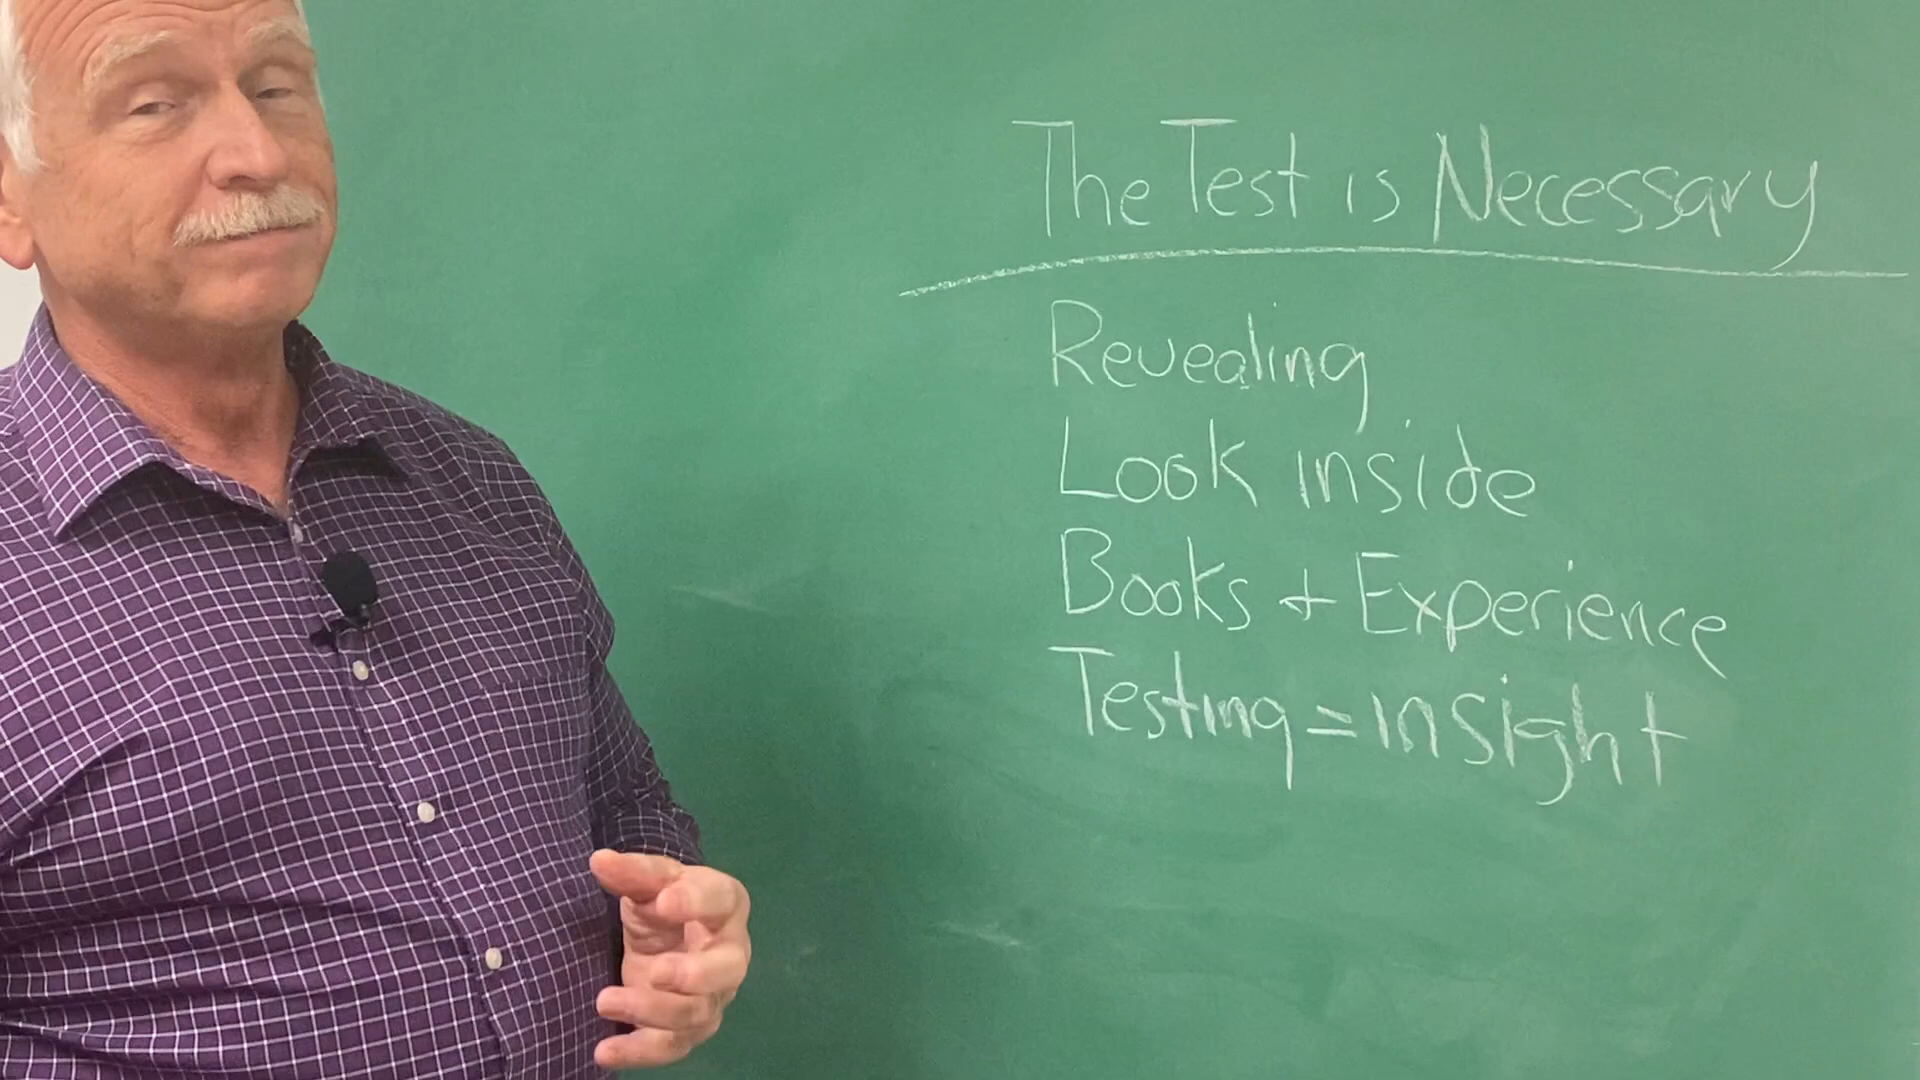 The Test is Necessary
Revealing
Look inside
Books + Experience
Testing = insight